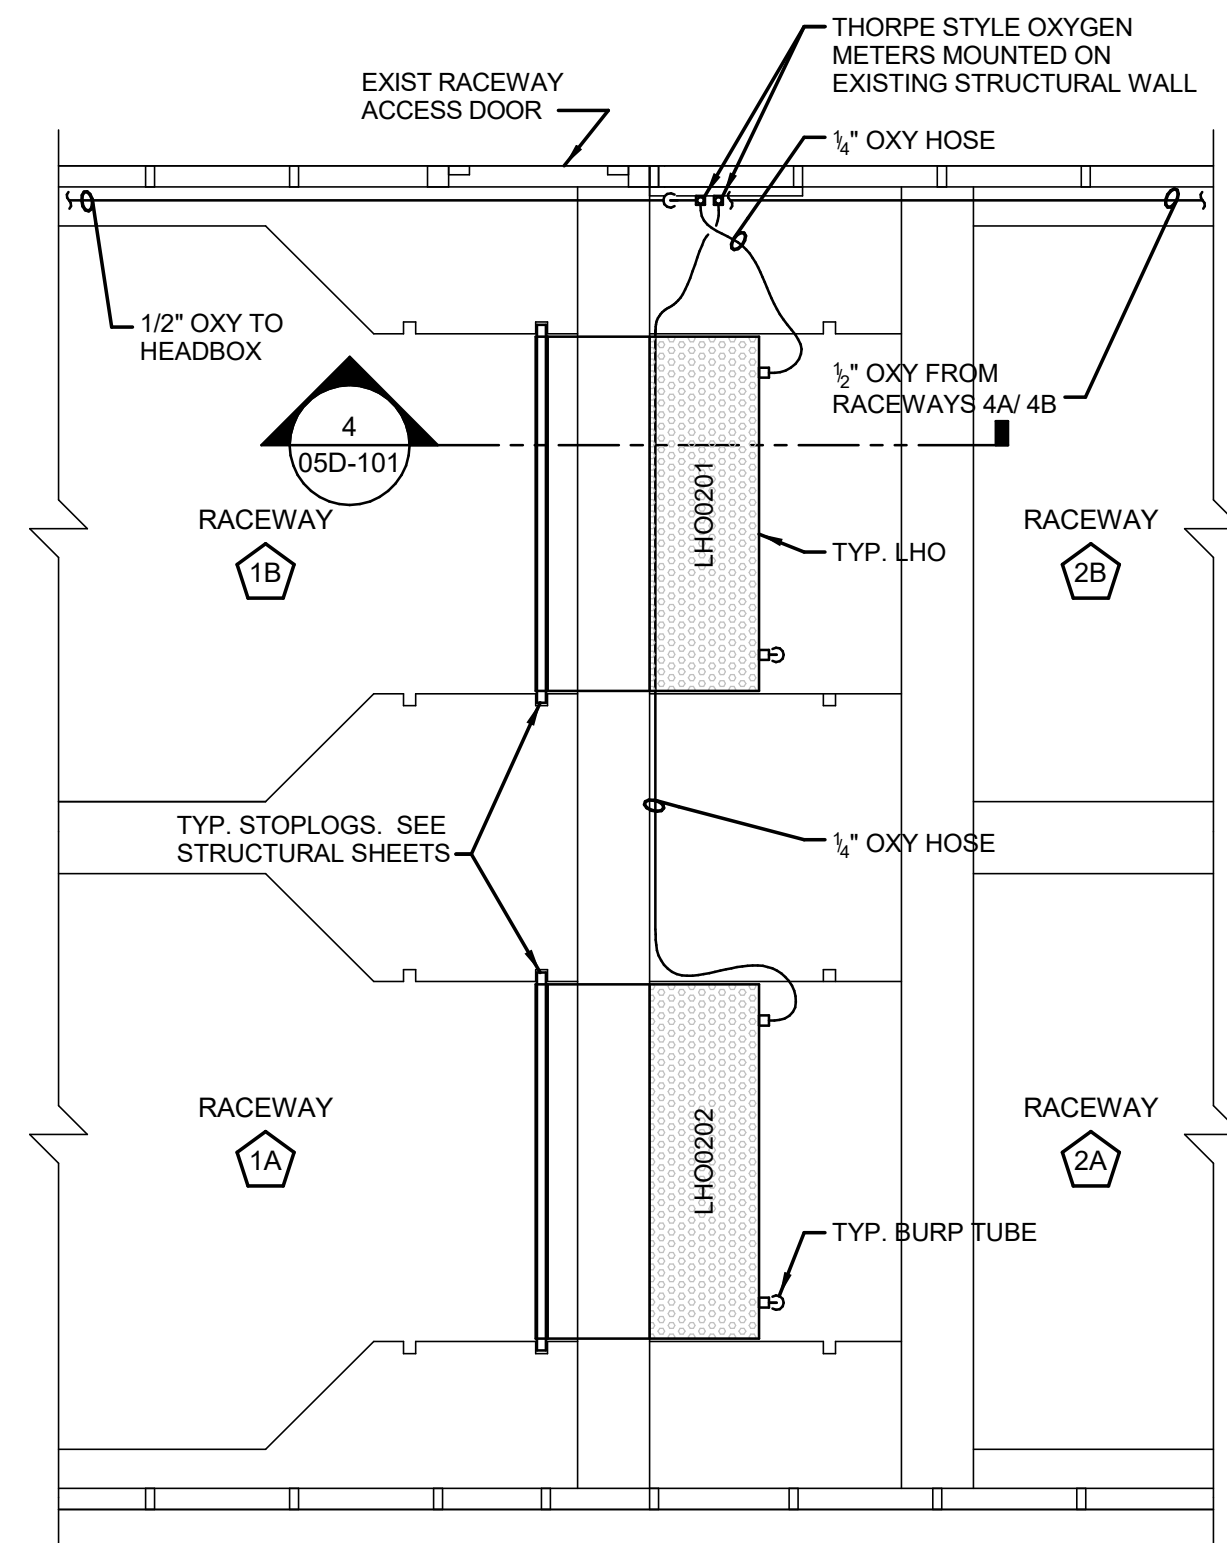 THORPE STYLE OXYGEN
METERS MOUNTED ON
EXISTING STRUCTURAL WALL
EXIST RACEWAY
ACCESS DOOR
1/4" OXY HOSE
1/2" OXY TO
HEADBOX
1/2" OXY FROM
RACEWAYS 4A/ 4B
4
05D-101
LHO0201
RACEWAY
1B
TYP. LHO
RACEWAY
2B
TYP. STOPLOGS.  SEE
STRUCTURAL SHEETS
1/4" OXY HOSE
RACEWAY
1A
LHO0202
RACEWAY
2A
TYP. BURP TUBE